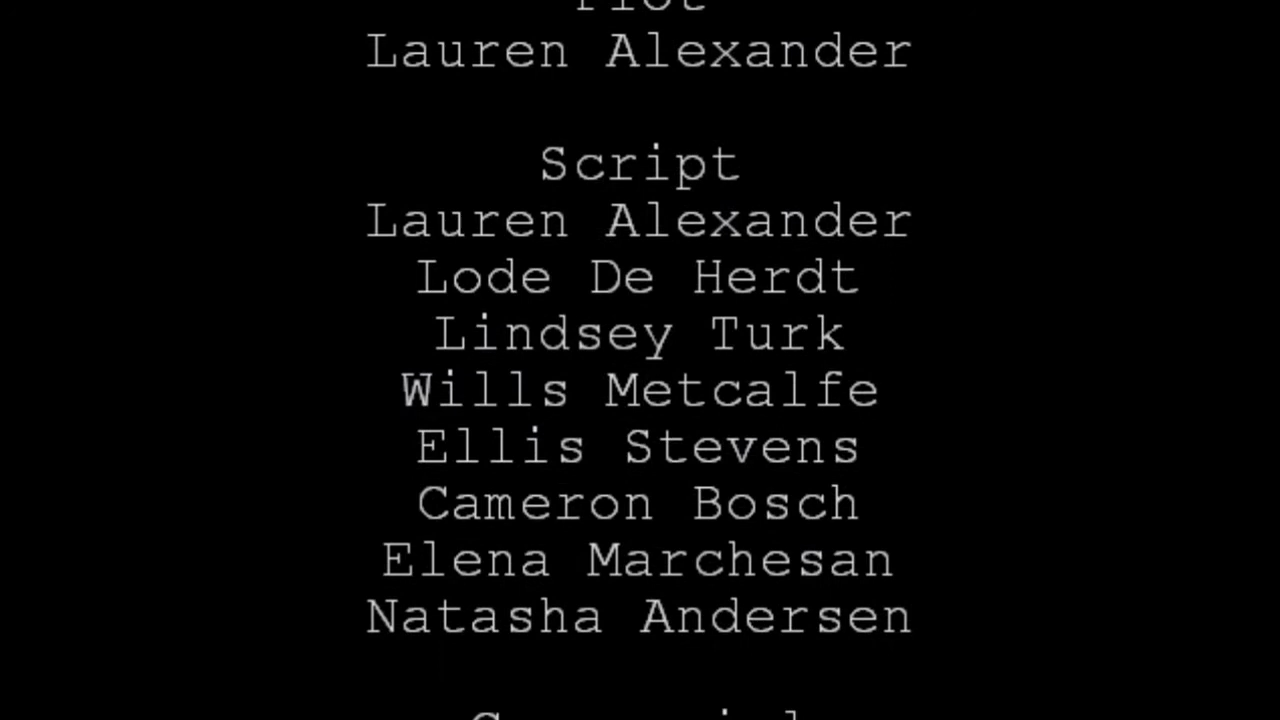 Plot
Lauren Alexander
Script
Lauren Alexander
Lode De Herdt
Lindsey Turk
Wills Metcalfe
Ellis Stevens
Cameron Bosch
Elena Marchesan
Natasha Andersen